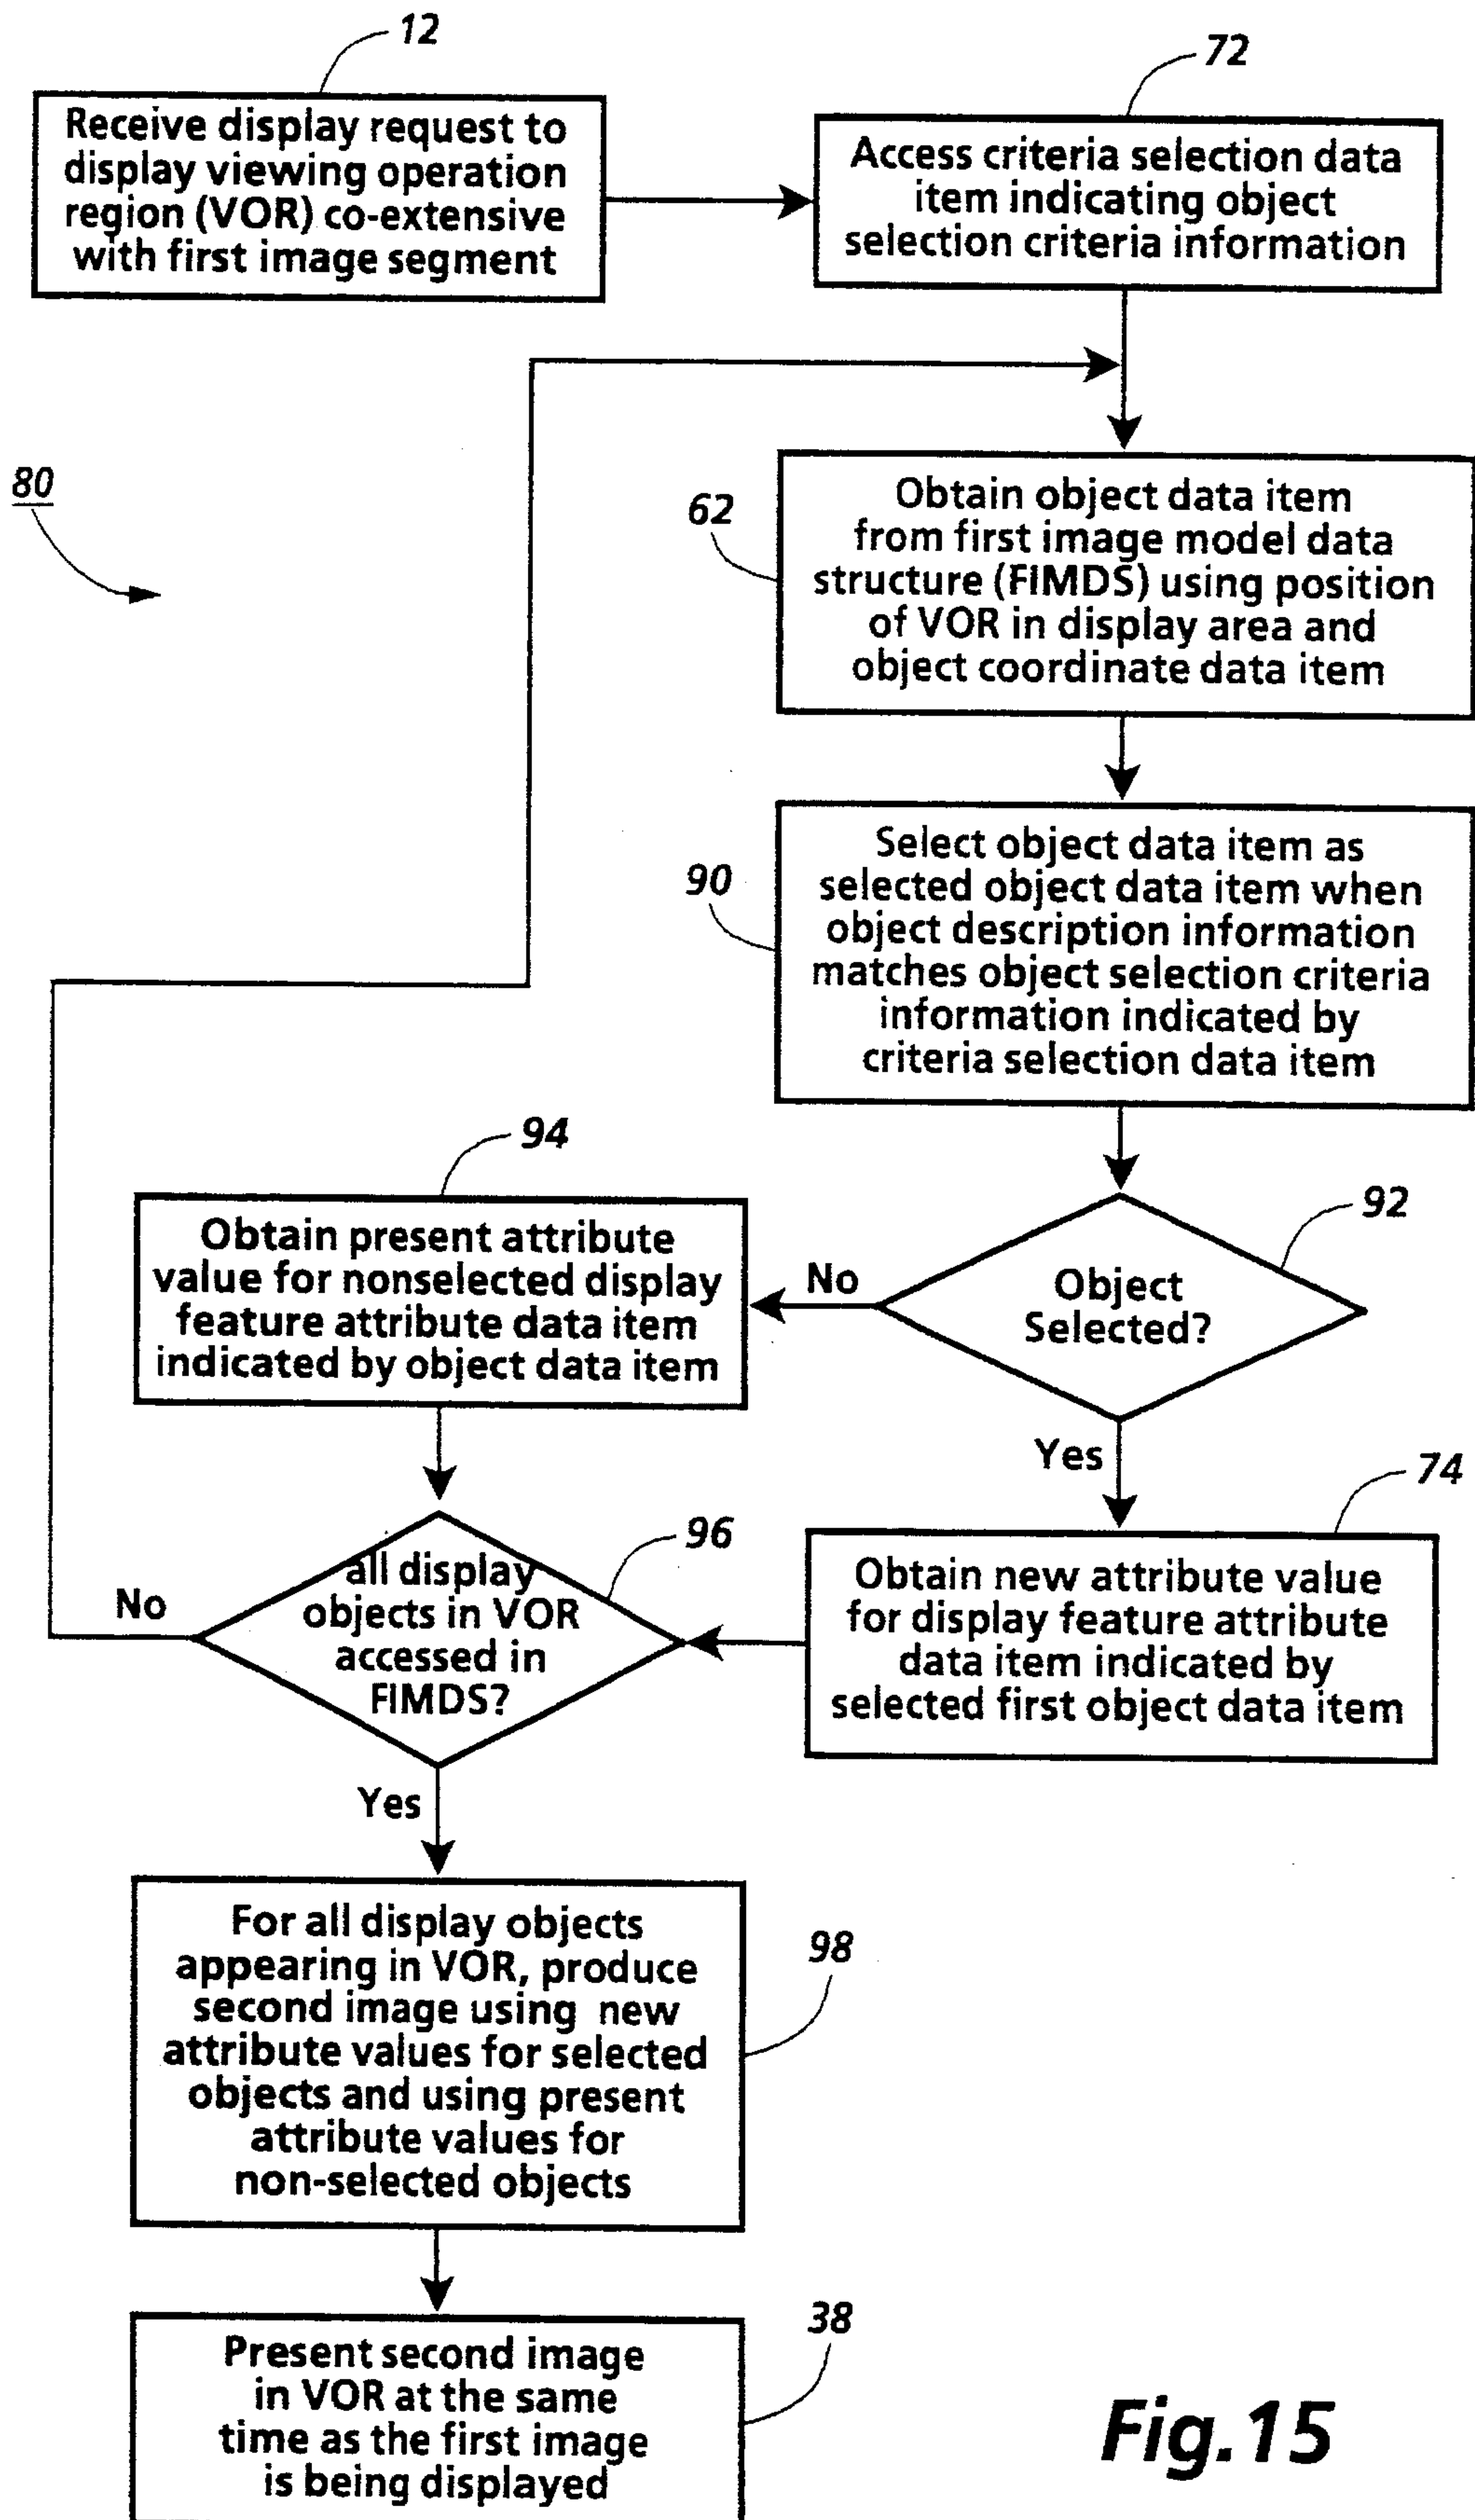 12
Receive display request to
display viewing operation
region (VOR) co-extensive
with first image segment
72
Access criteria selection data
item indicating object
selection criteria information
80
62
Obtain object data item
from first image model data
structure (FIMDS) using position
of VOR in display area and
object coordinate data item
90
Select object data item as
selected object data item when
object description information
matches object selection criteria
information indicated by
criteria selection data item
92
Object
Selected?
No
Yes
94
Obtain present attribute
value for nonselected display
feature attribute data item
indicated by object data item
74
Obtain new attribute value
for display feature attribute
data item indicated by
selected first object data item
96
all display
objects in VOR
accessed in
FIMDS?
No
Yes
98
For all display objects
appearing in VOR, produce
second image using new
attribute values for selected
objects and using present
attribute values for
non-selected objects
38
Present second image
in VOR at the same
time as the first image
is being displayed
Fig.15